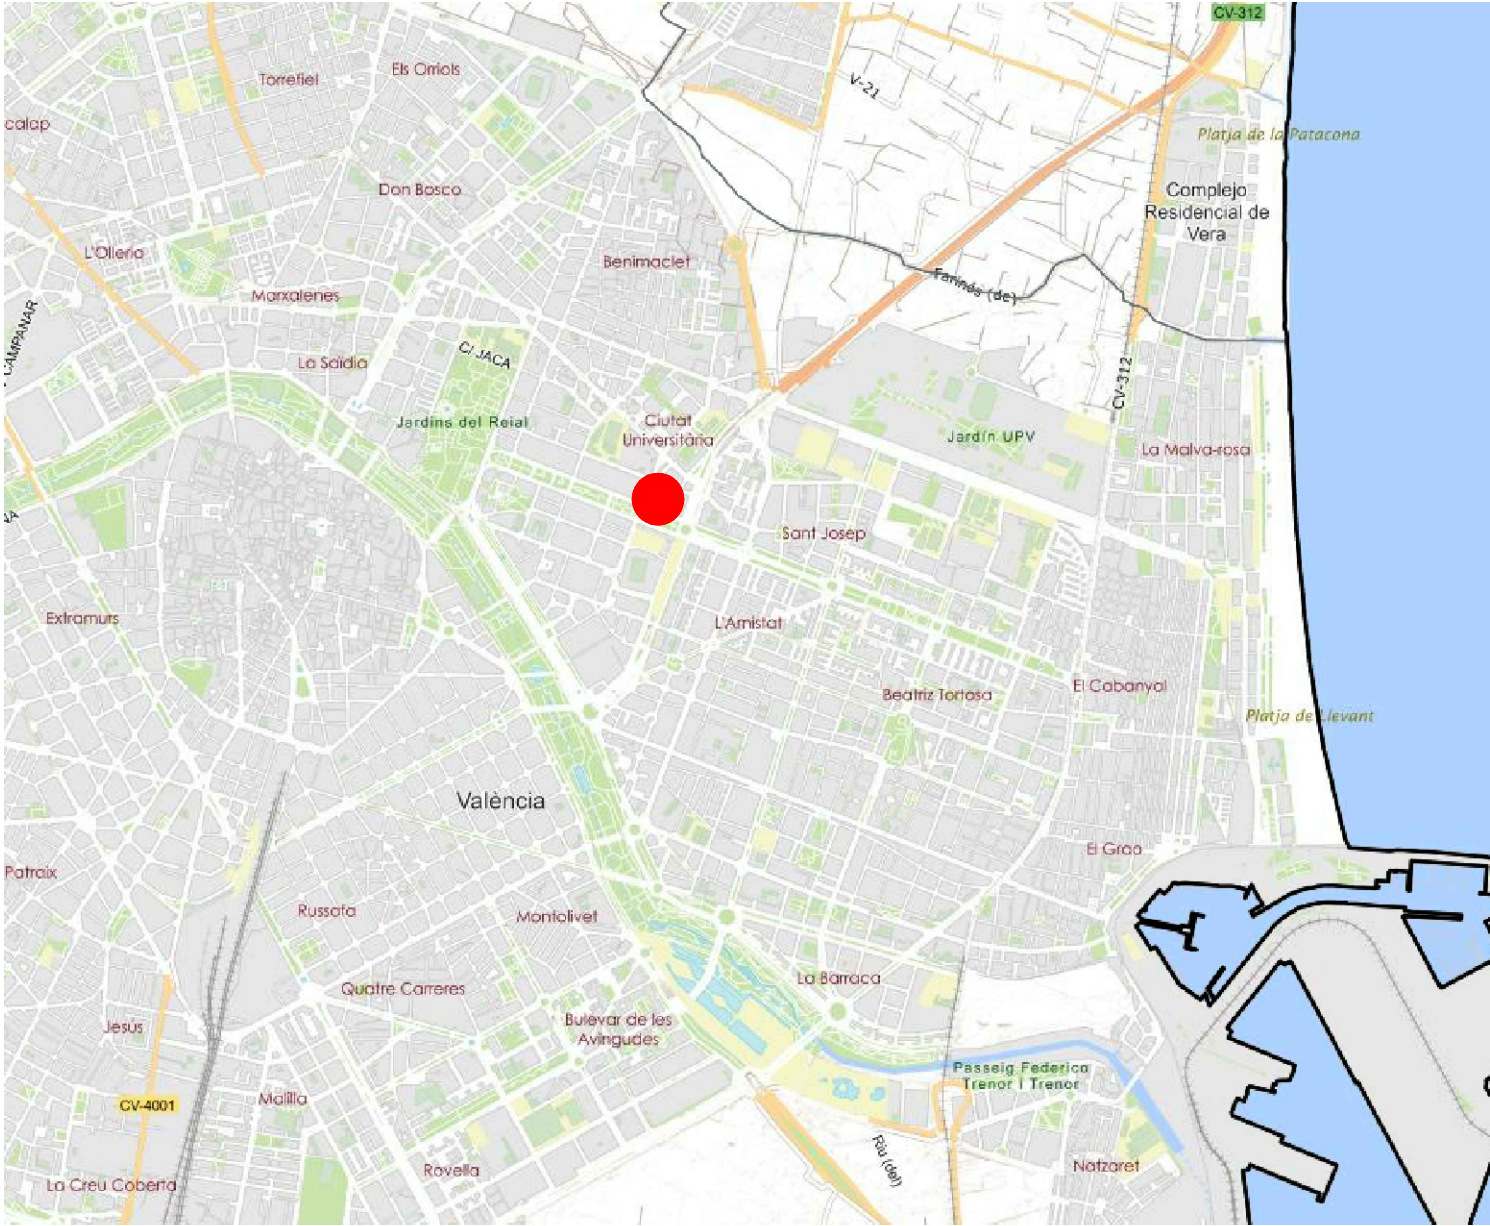 CV-312
Torrefiel
Els Orriols
V-21
calap
Platja de la Patacona
Don Bosco
Complejo
Residencial de
Vera
L'Olleria
Benimaclet
Farinós (de)
Marxalenes
CAMPANAR
C/ JACA
La Saïdia
CV-312
Jardins del Reial
Ciutat
Universitària
Jardín UPV
La Malva-rosa
Sant Josep
Extramurs
L'Amistat
Beatriz Tortosa
El Cabanyal
Platja de Llevant
València
El Grao
Patraix
Russafa
Montolivet
La Barraca
Quatre Carreres
Jesús
Bulevar de les
Avingudes
Passeig Federico
Trenor i Trenor
CV-4001
Malilla
Riu (del)
Rovella
Natzaret
La Creu Coberta